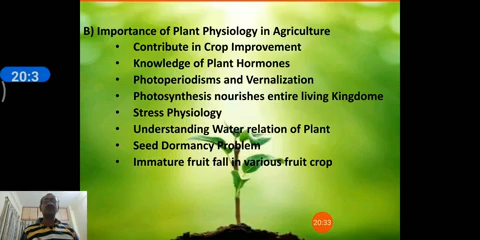 B) Importance of Plant Physiology in Agriculture
• Contribute in Crop Improvement
• Knowledge of Plant Hormones
• Photoperiodisms and Vernalization
20:3
• Photosynthesis nourishes entire living Kingdome
• Stress Physiology
• Understanding Water relation of Plant
• Seed Dormancy Problem
• Immature fruit fall in various fruit crop
20:33